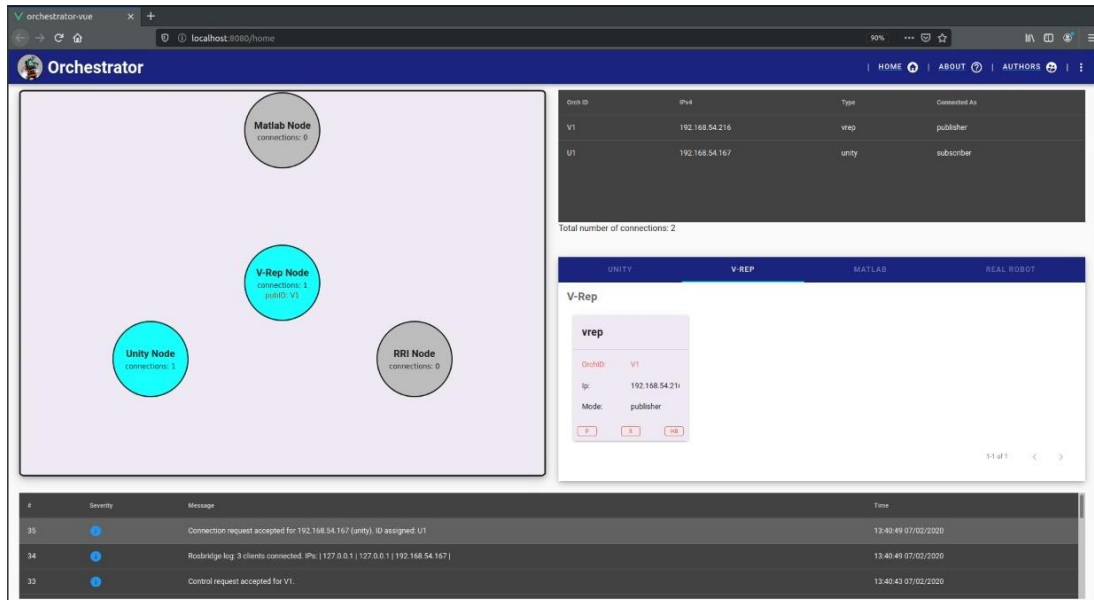 orchestrator-vue
localhost:8080/home
90%
Orchestrator
| HOME | ABOUT | AUTHORS |
Matlab Node
connections: 0
V-Rep Node
connections: 1
pubID: V1
Unity Node
connections: 1
RRI Node
connections: 0
Orch ID IPv4 Type Connected As
V1 192.168.54.216 vrep publisher
U1 192.168.54.167 unity subscriber
Total number of connections: 2
UNITY V-REP MATLAB REAL ROBOT
V-Rep
vrep
OrchID: V1
Ip: 192.168.54.21
Mode: publisher
P S HB
1-1 of 1
# Severity Message Time
35 Connection request accepted for 192.168.54.167 (unity). ID assigned: U1 13:40:49 07/02/2020
34 Rosbridge log: 3 clients connected. IPs: | 127.0.0.1 | 127.0.0.1 | 192.168.54.167 | 13:40:49 07/02/2020
33 Control request accepted for V1. 13:40:43 07/02/2020